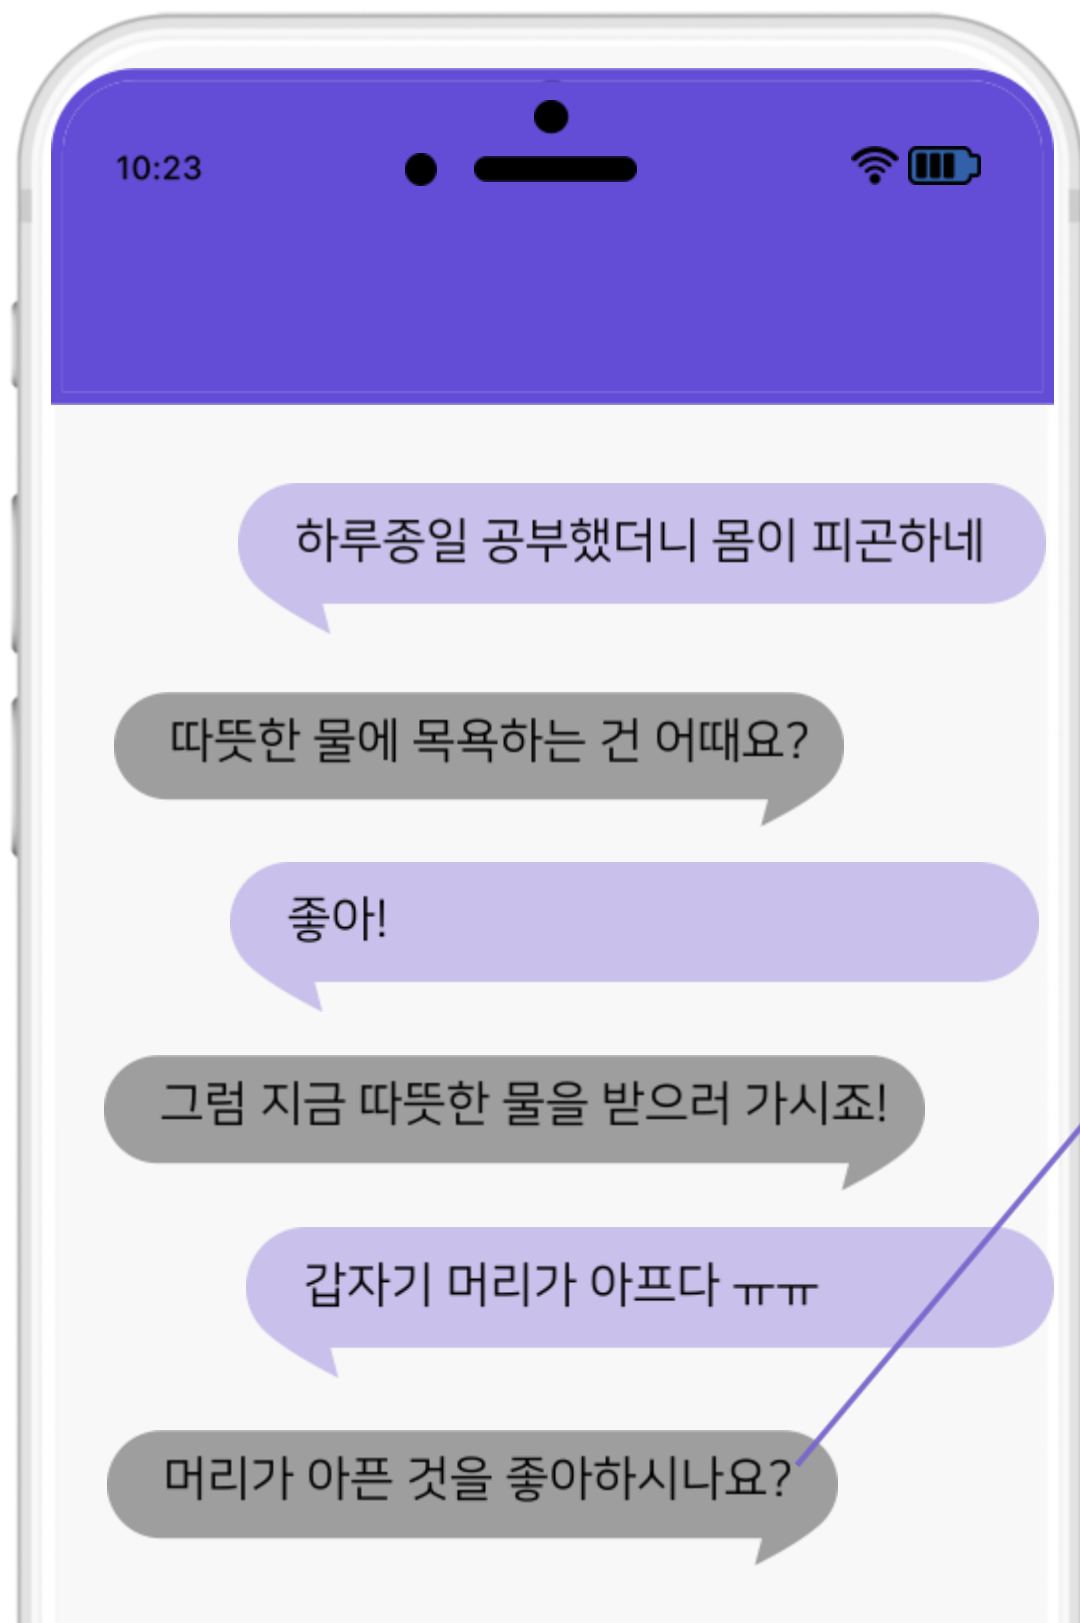 10:23
하루종일 공부했더니 몸이 피곤하네
따뜻한 물에 목욕하는 건 어때요?
좋아!
그럼 지금 따뜻한 물을 받으러 가시죠!
갑자기 머리가 아프다 ㅠㅠ
머리가 아픈 것을 좋아하시나요?